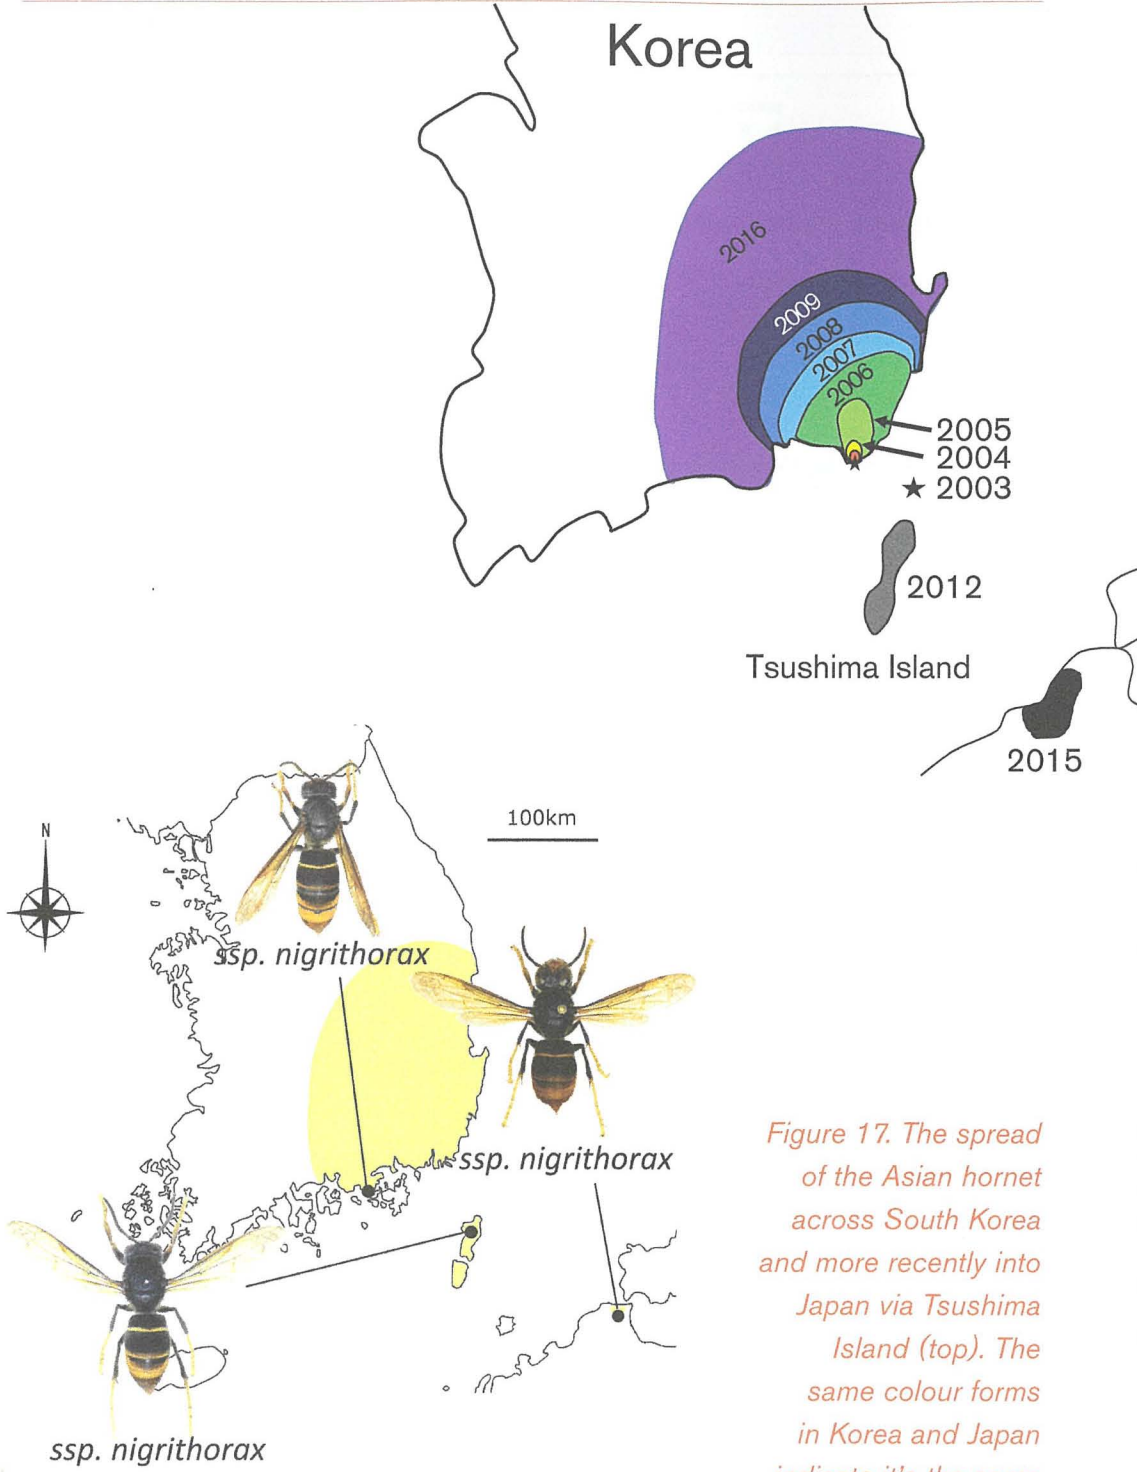 Korea
2016
2009
2008
2007
2006
2005
2004
★ 2003
2012
Tsushima Island
2015
N
100km
ssp. nigrithorax
ssp. nigrithorax
ssp. nigrithorax
Figure 17. The spread
of the Asian hornet
across South Korea
and more recently into
Japan via Tsushima
Island (top). The
same colour forms
in Korea and Japan